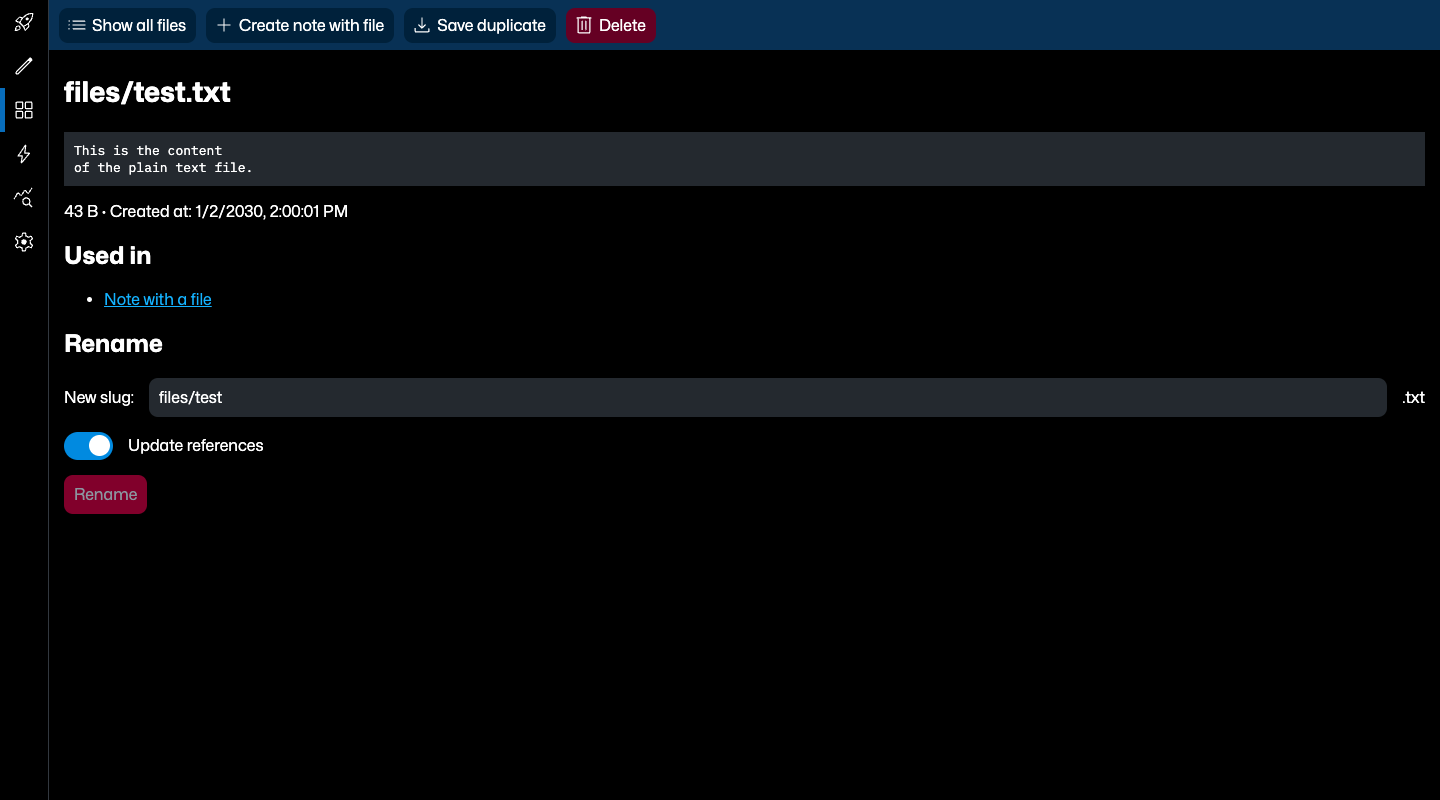 Show all files
Create note with file
Save duplicate
Delete
files/test.txt
This is the content
of the plain text file.
43 B • Created at: 1/2/2030, 2:00:01 PM
Used in
• Note with a file
Rename
New slug: files/test .txt
Update references
Rename